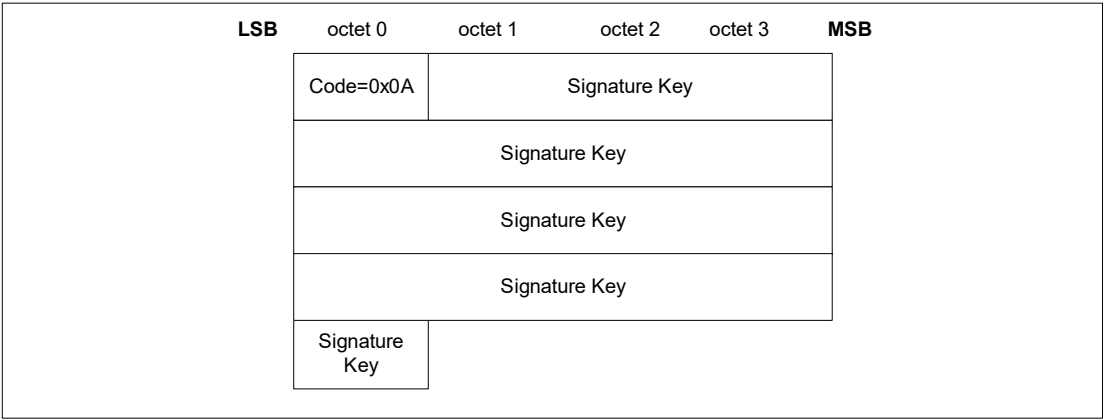 LSB octet 0 octet 1 octet 2 octet 3 MSB
Code=0x0A Signature Key
Signature Key
Signature Key
Signature Key
Signature
Key